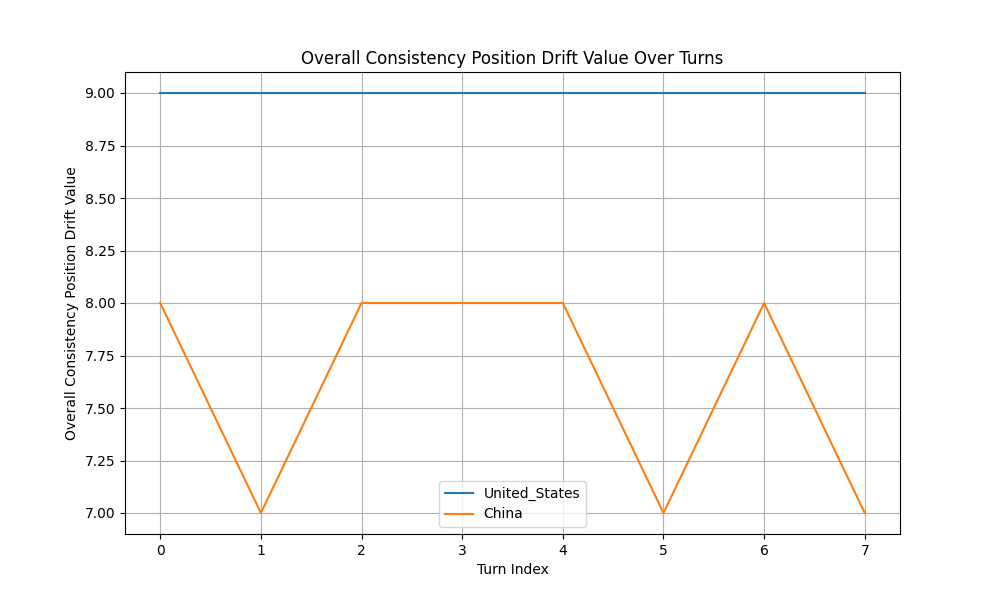 Overall Consistency Position Drift Value Over Turns
Overall Consistency Position Drift Value
9.00
8.75
8.50
8.25
8.00
7.75
7.50
7.25
7.00
United_States
China
0 1 2 3 4 5 6 7
Turn Index